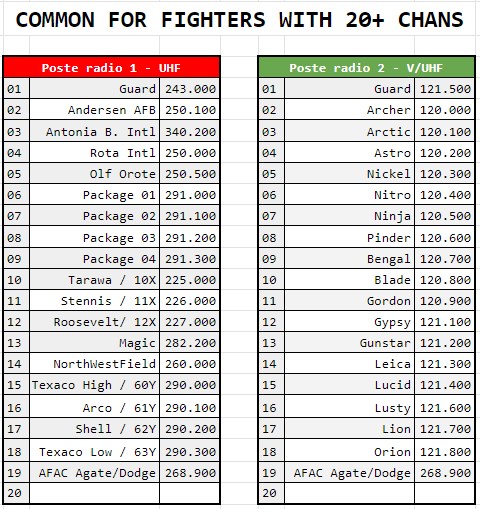 COMMON FOR FIGHTERS WITH 20+ CHANS
Poste radio 1 - UHF
01 Guard 243.000
02 Andersen AFB 250.100
03 Antonia B. Intl 340.200
04 Rota Intl 250.000
05 Olf Orote 250.500
06 Package 01 291.000
07 Package 02 291.100
08 Package 03 291.200
09 Package 04 291.300
10 Tarawa / 10X 225.000
11 Stennis / 11X 226.000
12 Roosevelt/ 12X 227.000
13 Magic 282.200
14 NorthWestField 260.000
15 Texaco High / 60Y 290.000
16 Arco / 61Y 290.100
17 Shell / 62Y 290.200
18 Texaco Low / 63Y 290.300
19 AFAC Agate/Dodge 268.900
20
Poste radio 2 - V/UHF
01 Guard 121.500
02 Archer 120.000
03 Arctic 120.100
04 Astro 120.200
05 Nickel 120.300
06 Nitro 120.400
07 Ninja 120.500
08 Pinder 120.600
09 Bengal 120.700
10 Blade 120.800
11 Gordon 120.900
12 Gypsy 121.100
13 Gunstar 121.200
14 Leica 121.300
15 Lucid 121.400
16 Lusty 121.600
17 Lion 121.700
18 Orion 121.800
19 AFAC Agate/Dodge 268.900
20